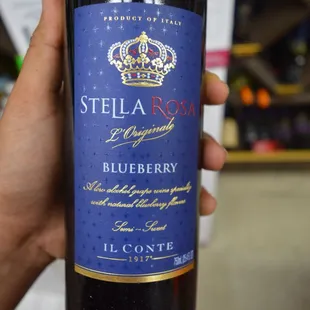 PRODUCT OF ITALY
STELLA ROSA
L'Originale
BLUEBERRY
A low alcohol grape wine specialty
with natural blueberry flavors
Semi-Sweet
IL CONTE
1917